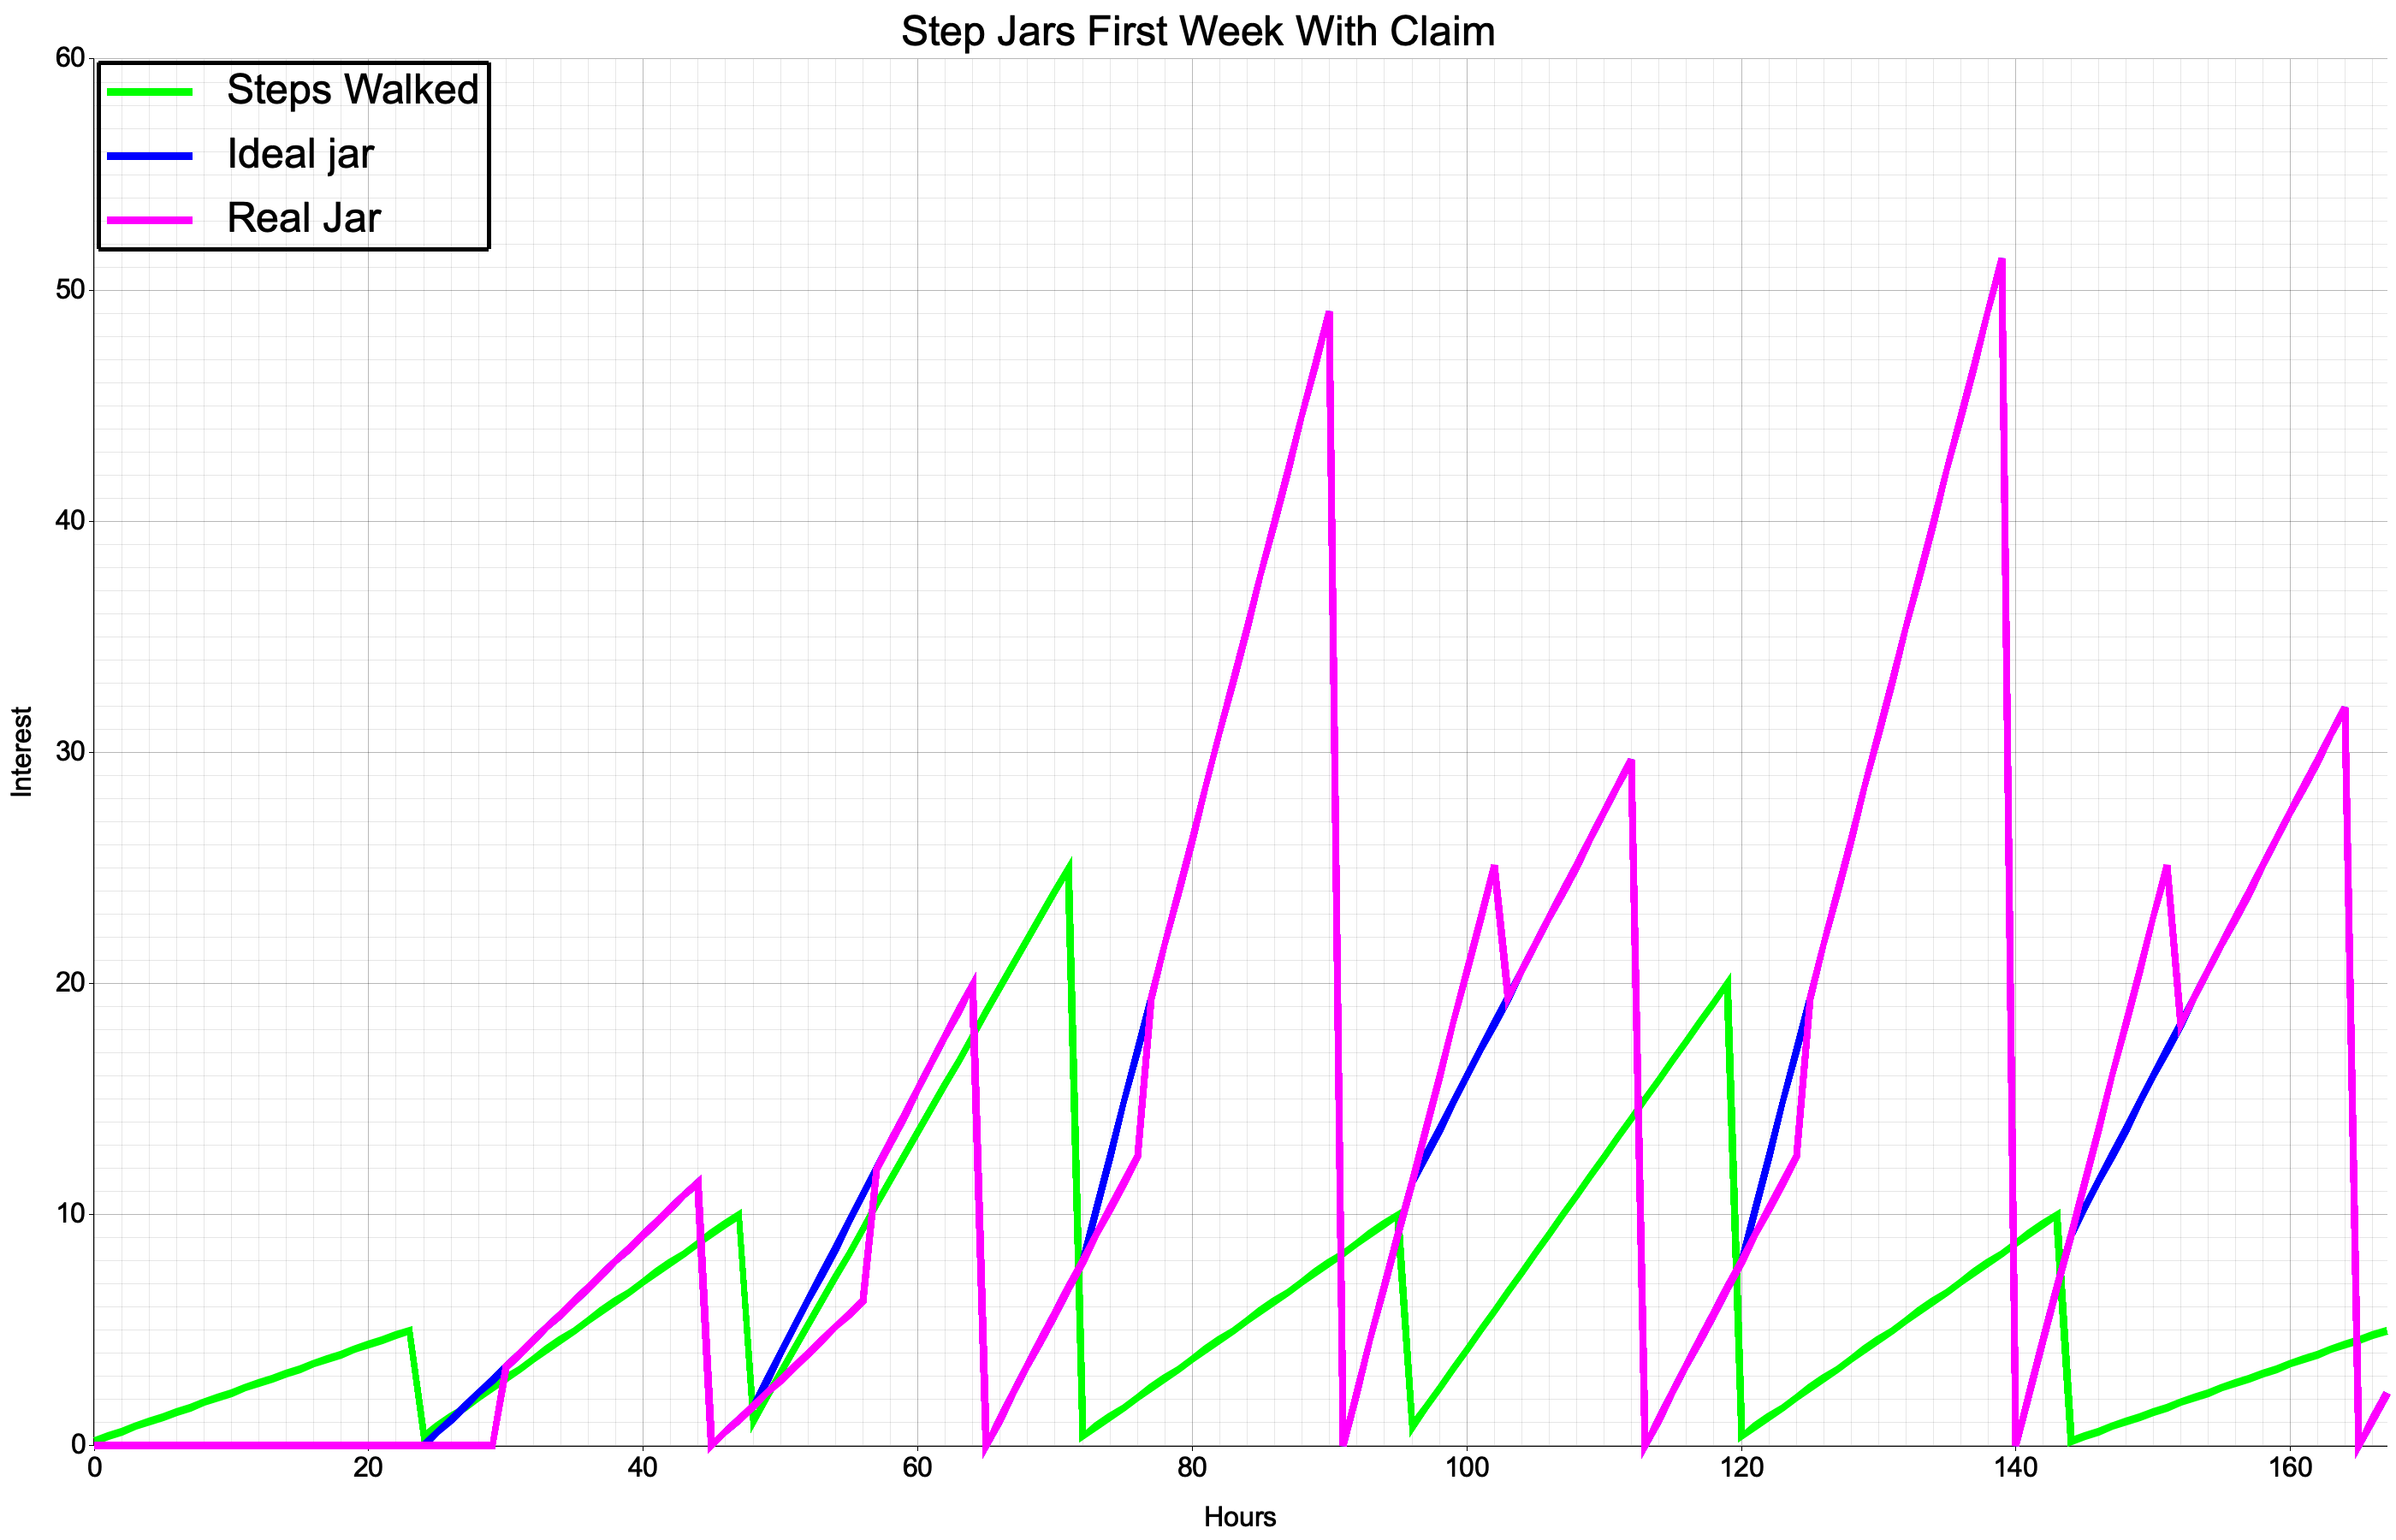 Step Jars First Week With Claim
Steps Walked
Ideal jar
Real Jar
60
50
40
30
20
10
0
Interest
0 20 40 60 80 100 120 140 160
Hours